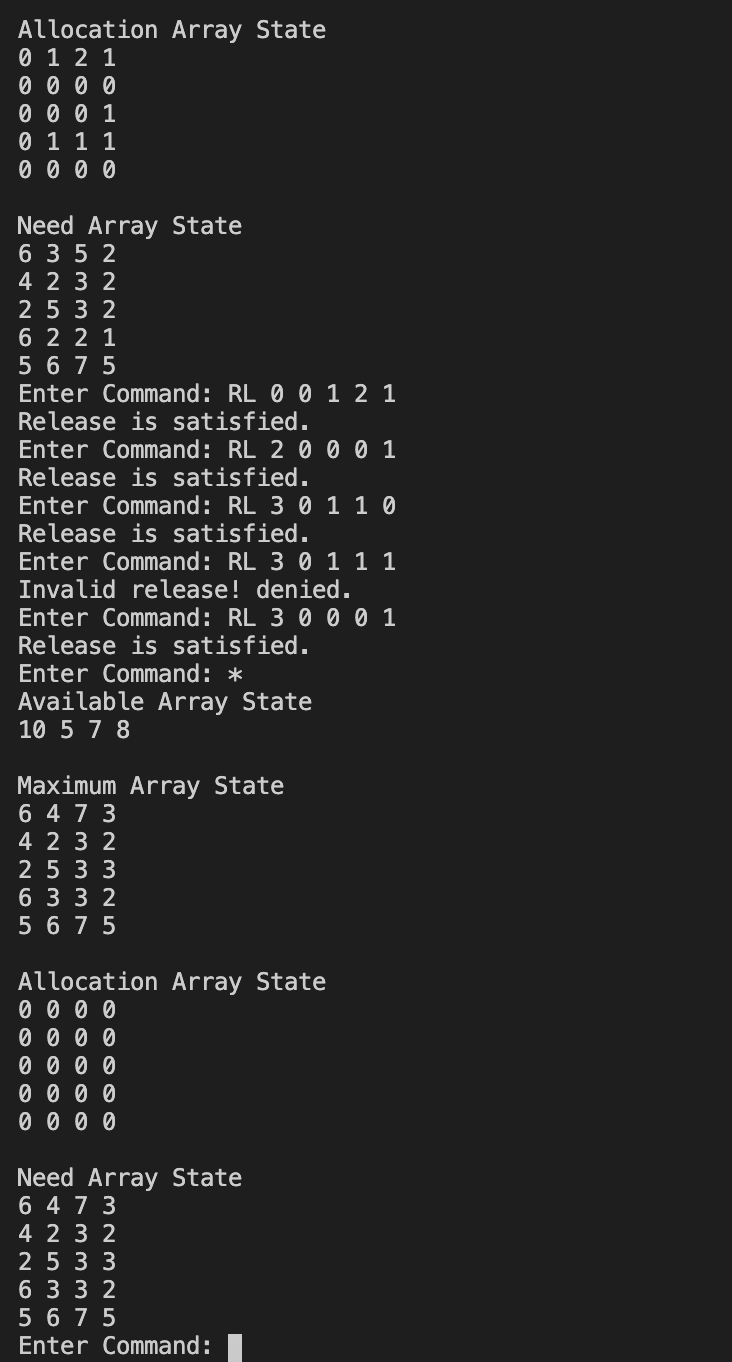 Allocation Array State
0 1 2 1
0 0 0 0
0 0 0 1
0 1 1 1
0 0 0 0

Need Array State
6 3 5 2
4 2 3 2
2 5 3 2
6 2 2 1
5 6 7 5
Enter Command: RL 0 0 1 2 1
Release is satisfied.
Enter Command: RL 2 0 0 0 1
Release is satisfied.
Enter Command: RL 3 0 1 1 0
Release is satisfied.
Enter Command: RL 3 0 1 1 1
Invalid release! denied.
Enter Command: RL 3 0 0 0 1
Release is satisfied.
Enter Command: *
Available Array State
10 5 7 8

Maximum Array State
6 4 7 3
4 2 3 2
2 5 3 3
6 3 3 2
5 6 7 5

Allocation Array State
0 0 0 0
0 0 0 0
0 0 0 0
0 0 0 0
0 0 0 0

Need Array State
6 4 7 3
4 2 3 2
2 5 3 3
6 3 3 2
5 6 7 5
Enter Command: